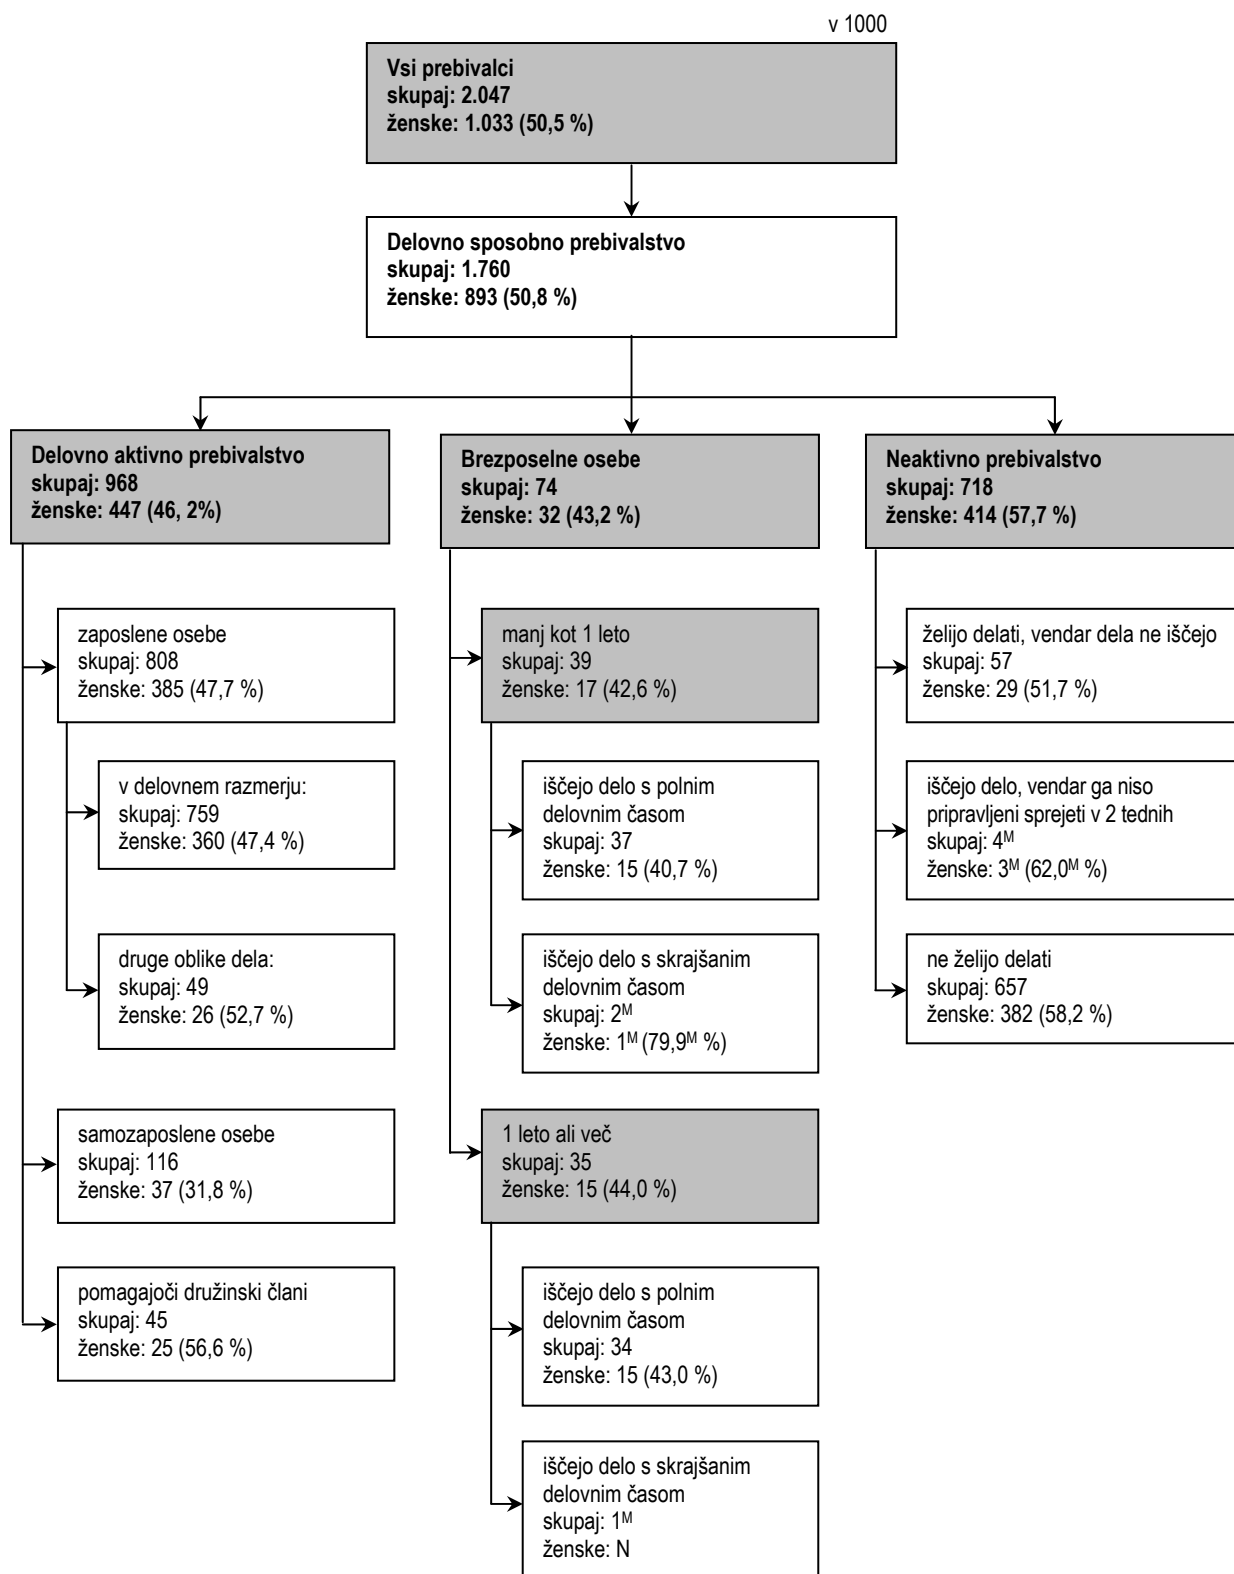 v 1000
Vsi prebivalci
skupaj: 2.047
ženske: 1.033 (50,5 %)
Delovno sposobno prebivalstvo
skupaj: 1.760
ženske: 893 (50,8 %)
Delovno aktivno prebivalstvo
skupaj: 968
ženske: 447 (46, 2%)
zaposlene osebe
skupaj: 808
ženske: 385 (47,7 %)
v delovnem razmerju:
skupaj: 759
ženske: 360 (47,4 %)
druge oblike dela:
skupaj: 49
ženske: 26 (52,7 %)
samozaposlene osebe
skupaj: 116
ženske: 37 (31,8 %)
pomagajoči družinski člani
skupaj: 45
ženske: 25 (56,6 %)
Brezposelne osebe
skupaj: 74
ženske: 32 (43,2 %)
manj kot 1 leto
skupaj: 39
ženske: 17 (42,6 %)
iščejo delo s polnim
delovnim časom
skupaj: 37
ženske: 15 (40,7 %)
iščejo delo s skrajšanim
delovnim časom
skupaj: 2ᴹ
ženske: 1ᴹ (79,9ᴹ %)
1 leto ali več
skupaj: 35
ženske: 15 (44,0 %)
iščejo delo s polnim
delovnim časom
skupaj: 34
ženske: 15 (43,0 %)
iščejo delo s skrajšanim
delovnim časom
skupaj: 1ᴹ
ženske: N
Neaktivno prebivalstvo
skupaj: 718
ženske: 414 (57,7 %)
želijo delati, vendar dela ne iščejo
skupaj: 57
ženske: 29 (51,7 %)
iščejo delo, vendar ga niso
pripravljeni sprejeti v 2 tednih
skupaj: 4ᴹ
ženske: 3ᴹ (62,0ᴹ %)
ne želijo delati
skupaj: 657
ženske: 382 (58,2 %)